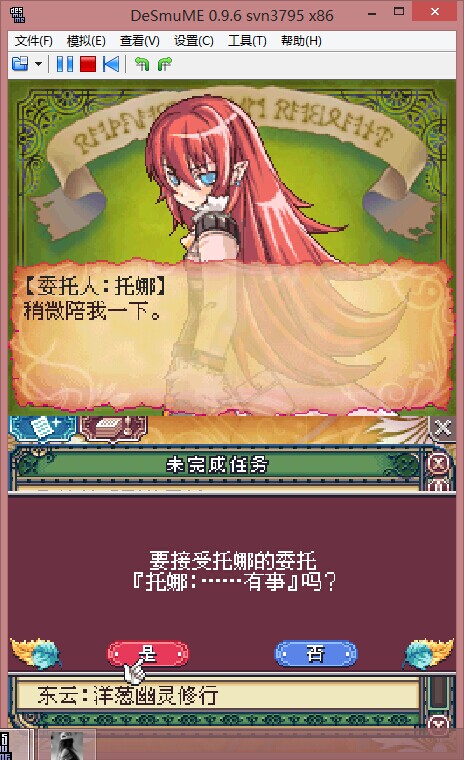 DeSmuME 0.9.6 svn3795 x86
文件(F) 模拟(E) 查看(V) 设置(C) 工具(T) 帮助(H)
【委托人：托娜】
稍微陪我一下。
未完成任务
要接受托娜的委托
『托娜：……有事』吗？
是 否
东云：洋葱幽灵修行